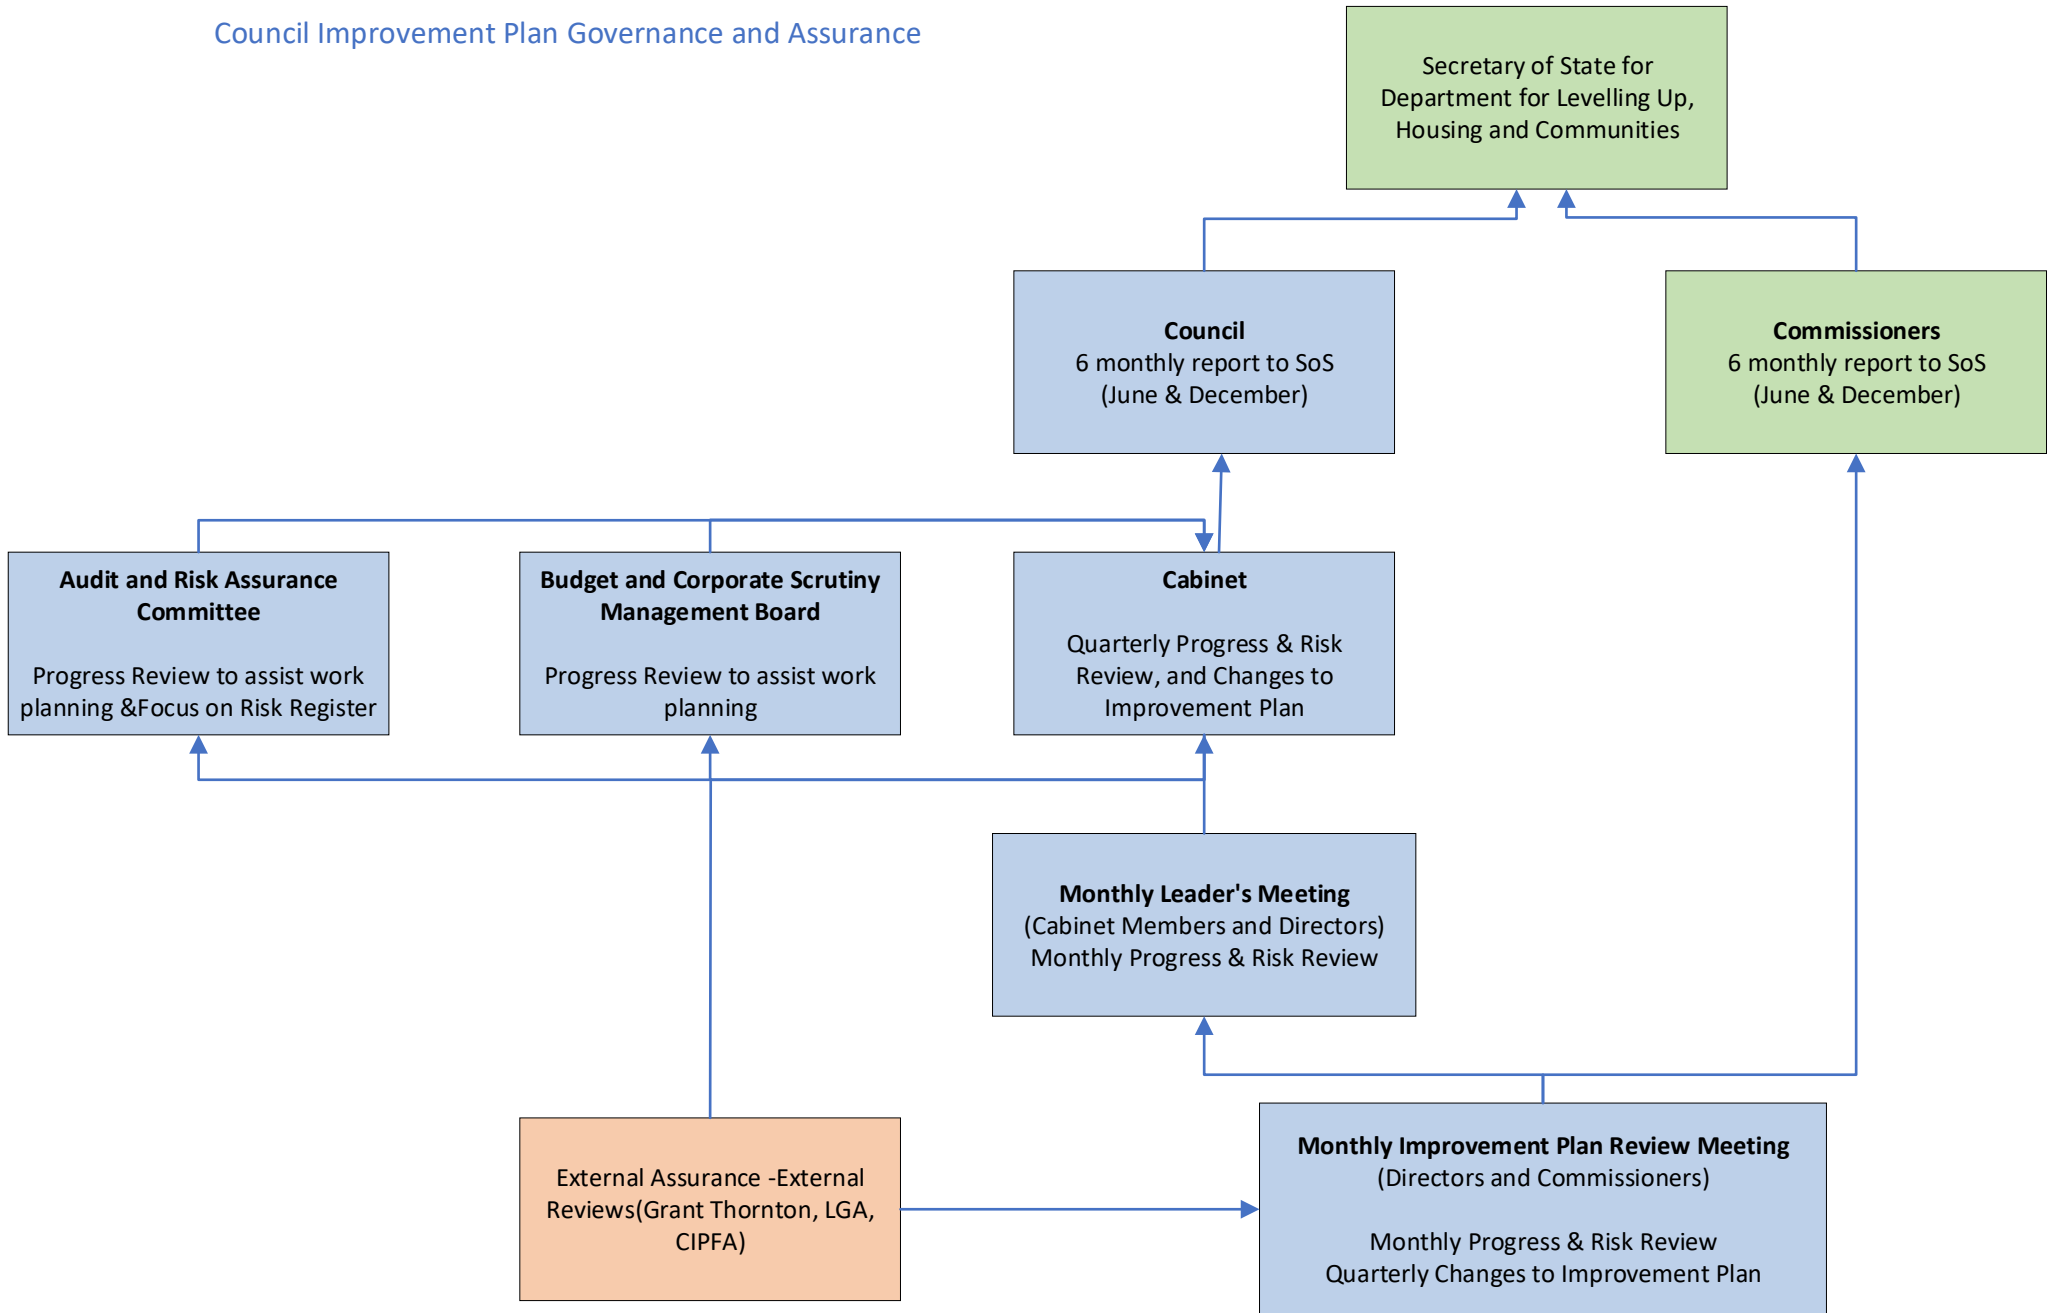 Council Improvement Plan Governance and Assurance
Secretary of State for
Department for Levelling Up,
Housing and Communities
Council
6 monthly report to SoS
(June & December)
Commissioners
6 monthly report to SoS
(June & December)
Audit and Risk Assurance
Committee
Progress Review to assist work
planning &Focus on Risk Register
Budget and Corporate Scrutiny
Management Board
Progress Review to assist work
planning
Cabinet
Quarterly Progress & Risk
Review, and Changes to
Improvement Plan
Monthly Leader's Meeting
(Cabinet Members and Directors)
Monthly Progress & Risk Review
External Assurance -External
Reviews(Grant Thornton, LGA,
CIPFA)
Monthly Improvement Plan Review Meeting
(Directors and Commissioners)
Monthly Progress & Risk Review
Quarterly Changes to Improvement Plan